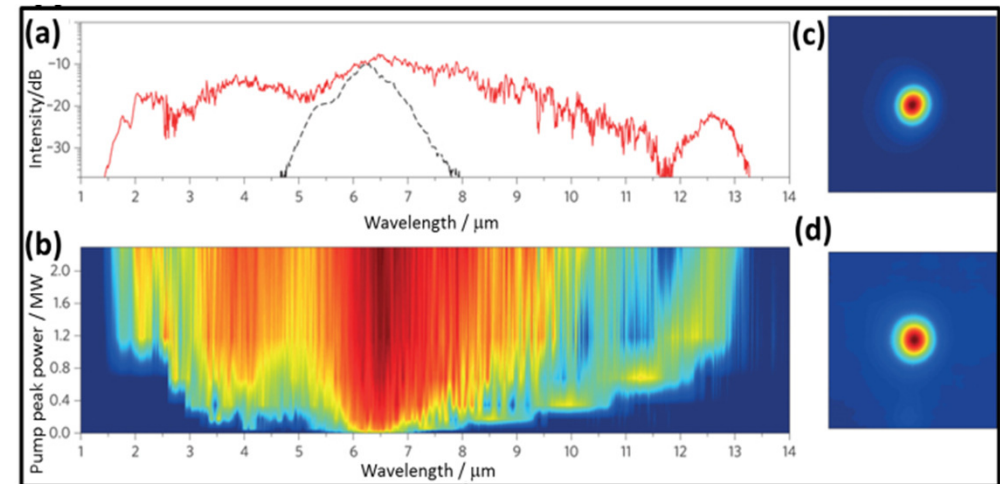 (a)
Intensity/dB
-10
-20
-30
1 2 3 4 5 6 7 8 9 10 11 12 13 14
Wavelength / μm
(b)
Pump peak power / MW
2.0
1.6
1.2
0.8
0.4
0.0
1 2 3 4 5 6 7 8 9 10 11 12 13 14
Wavelength / μm
(c)
(d)